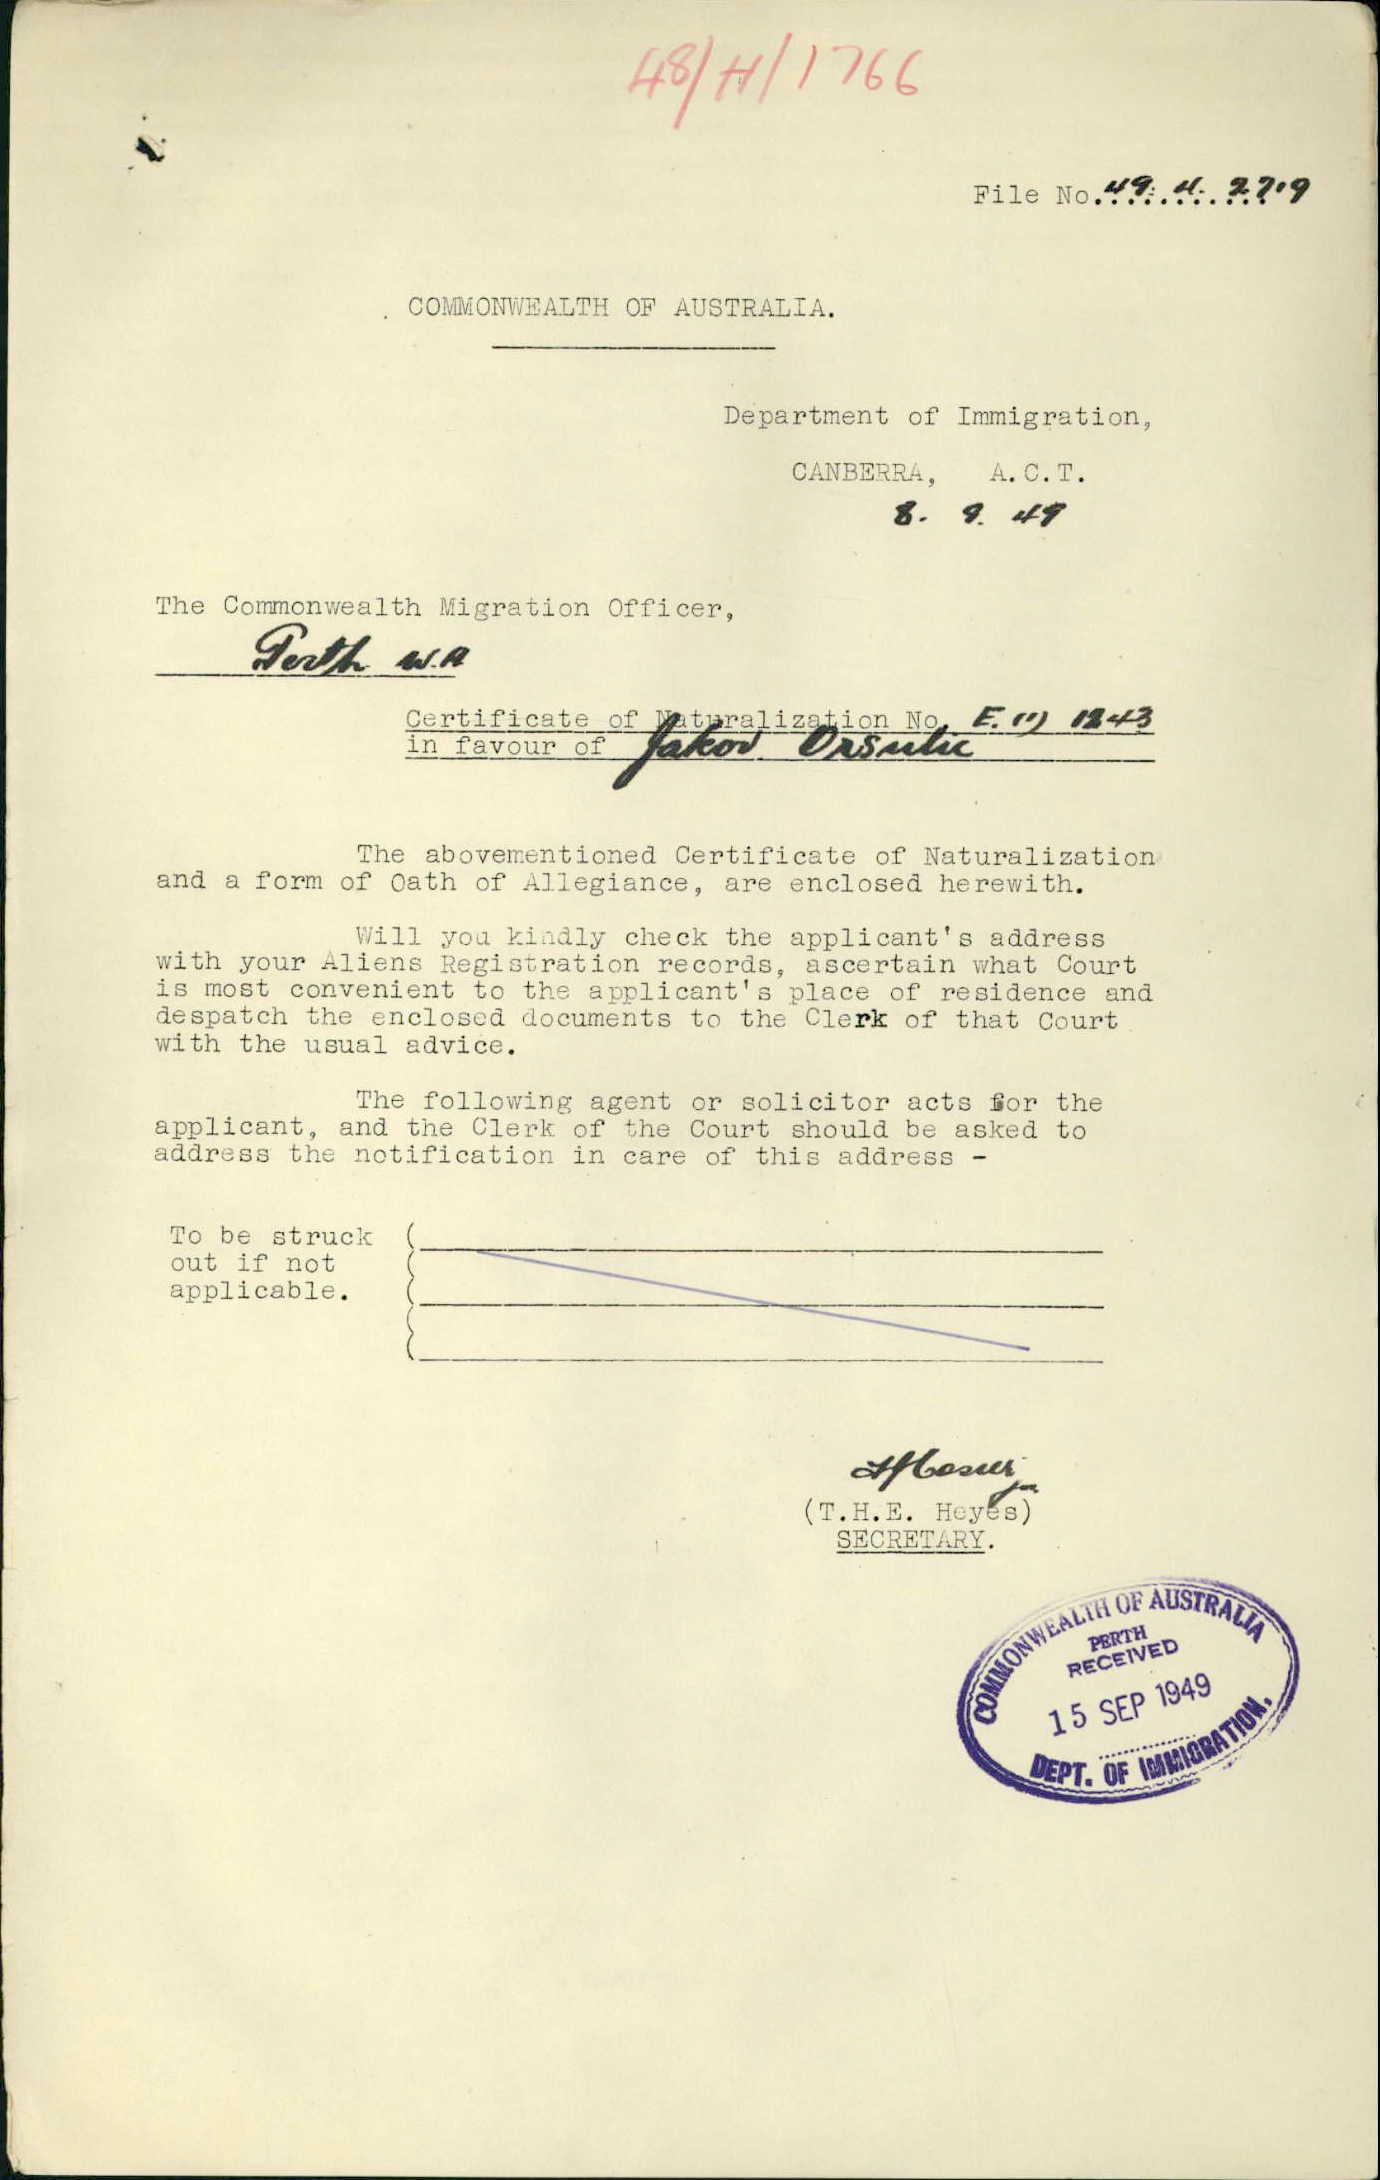 48/H/1766
File No. 49. 4. 2709
COMMONWEALTH OF AUSTRALIA.
Department of Immigration,
CANBERRA, A.C.T.
8. 9. 49
The Commonwealth Migration Officer,
Perth W.A
Certificate of Naturalization No. E. (1) 1243
in favour of Jakov Orsulic
The abovementioned Certificate of Naturalization
and a form of Oath of Allegiance, are enclosed herewith.
Will you kindly check the applicant's address
with your Aliens Registration records, ascertain what Court
is most convenient to the applicant's place of residence and
despatch the enclosed documents to the Clerk of that Court
with the usual advice.
The following agent or solicitor acts for the
applicant, and the Clerk of the Court should be asked to
address the notification in care of this address -
To be struck (
out if not (
applicable. (
(
(
(T.H.E. Heyes)
SECRETARY.
COMMONWEALTH OF AUSTRALIA
PERTH
RECEIVED
15 SEP 1949
DEPT. OF IMMIGRATION.